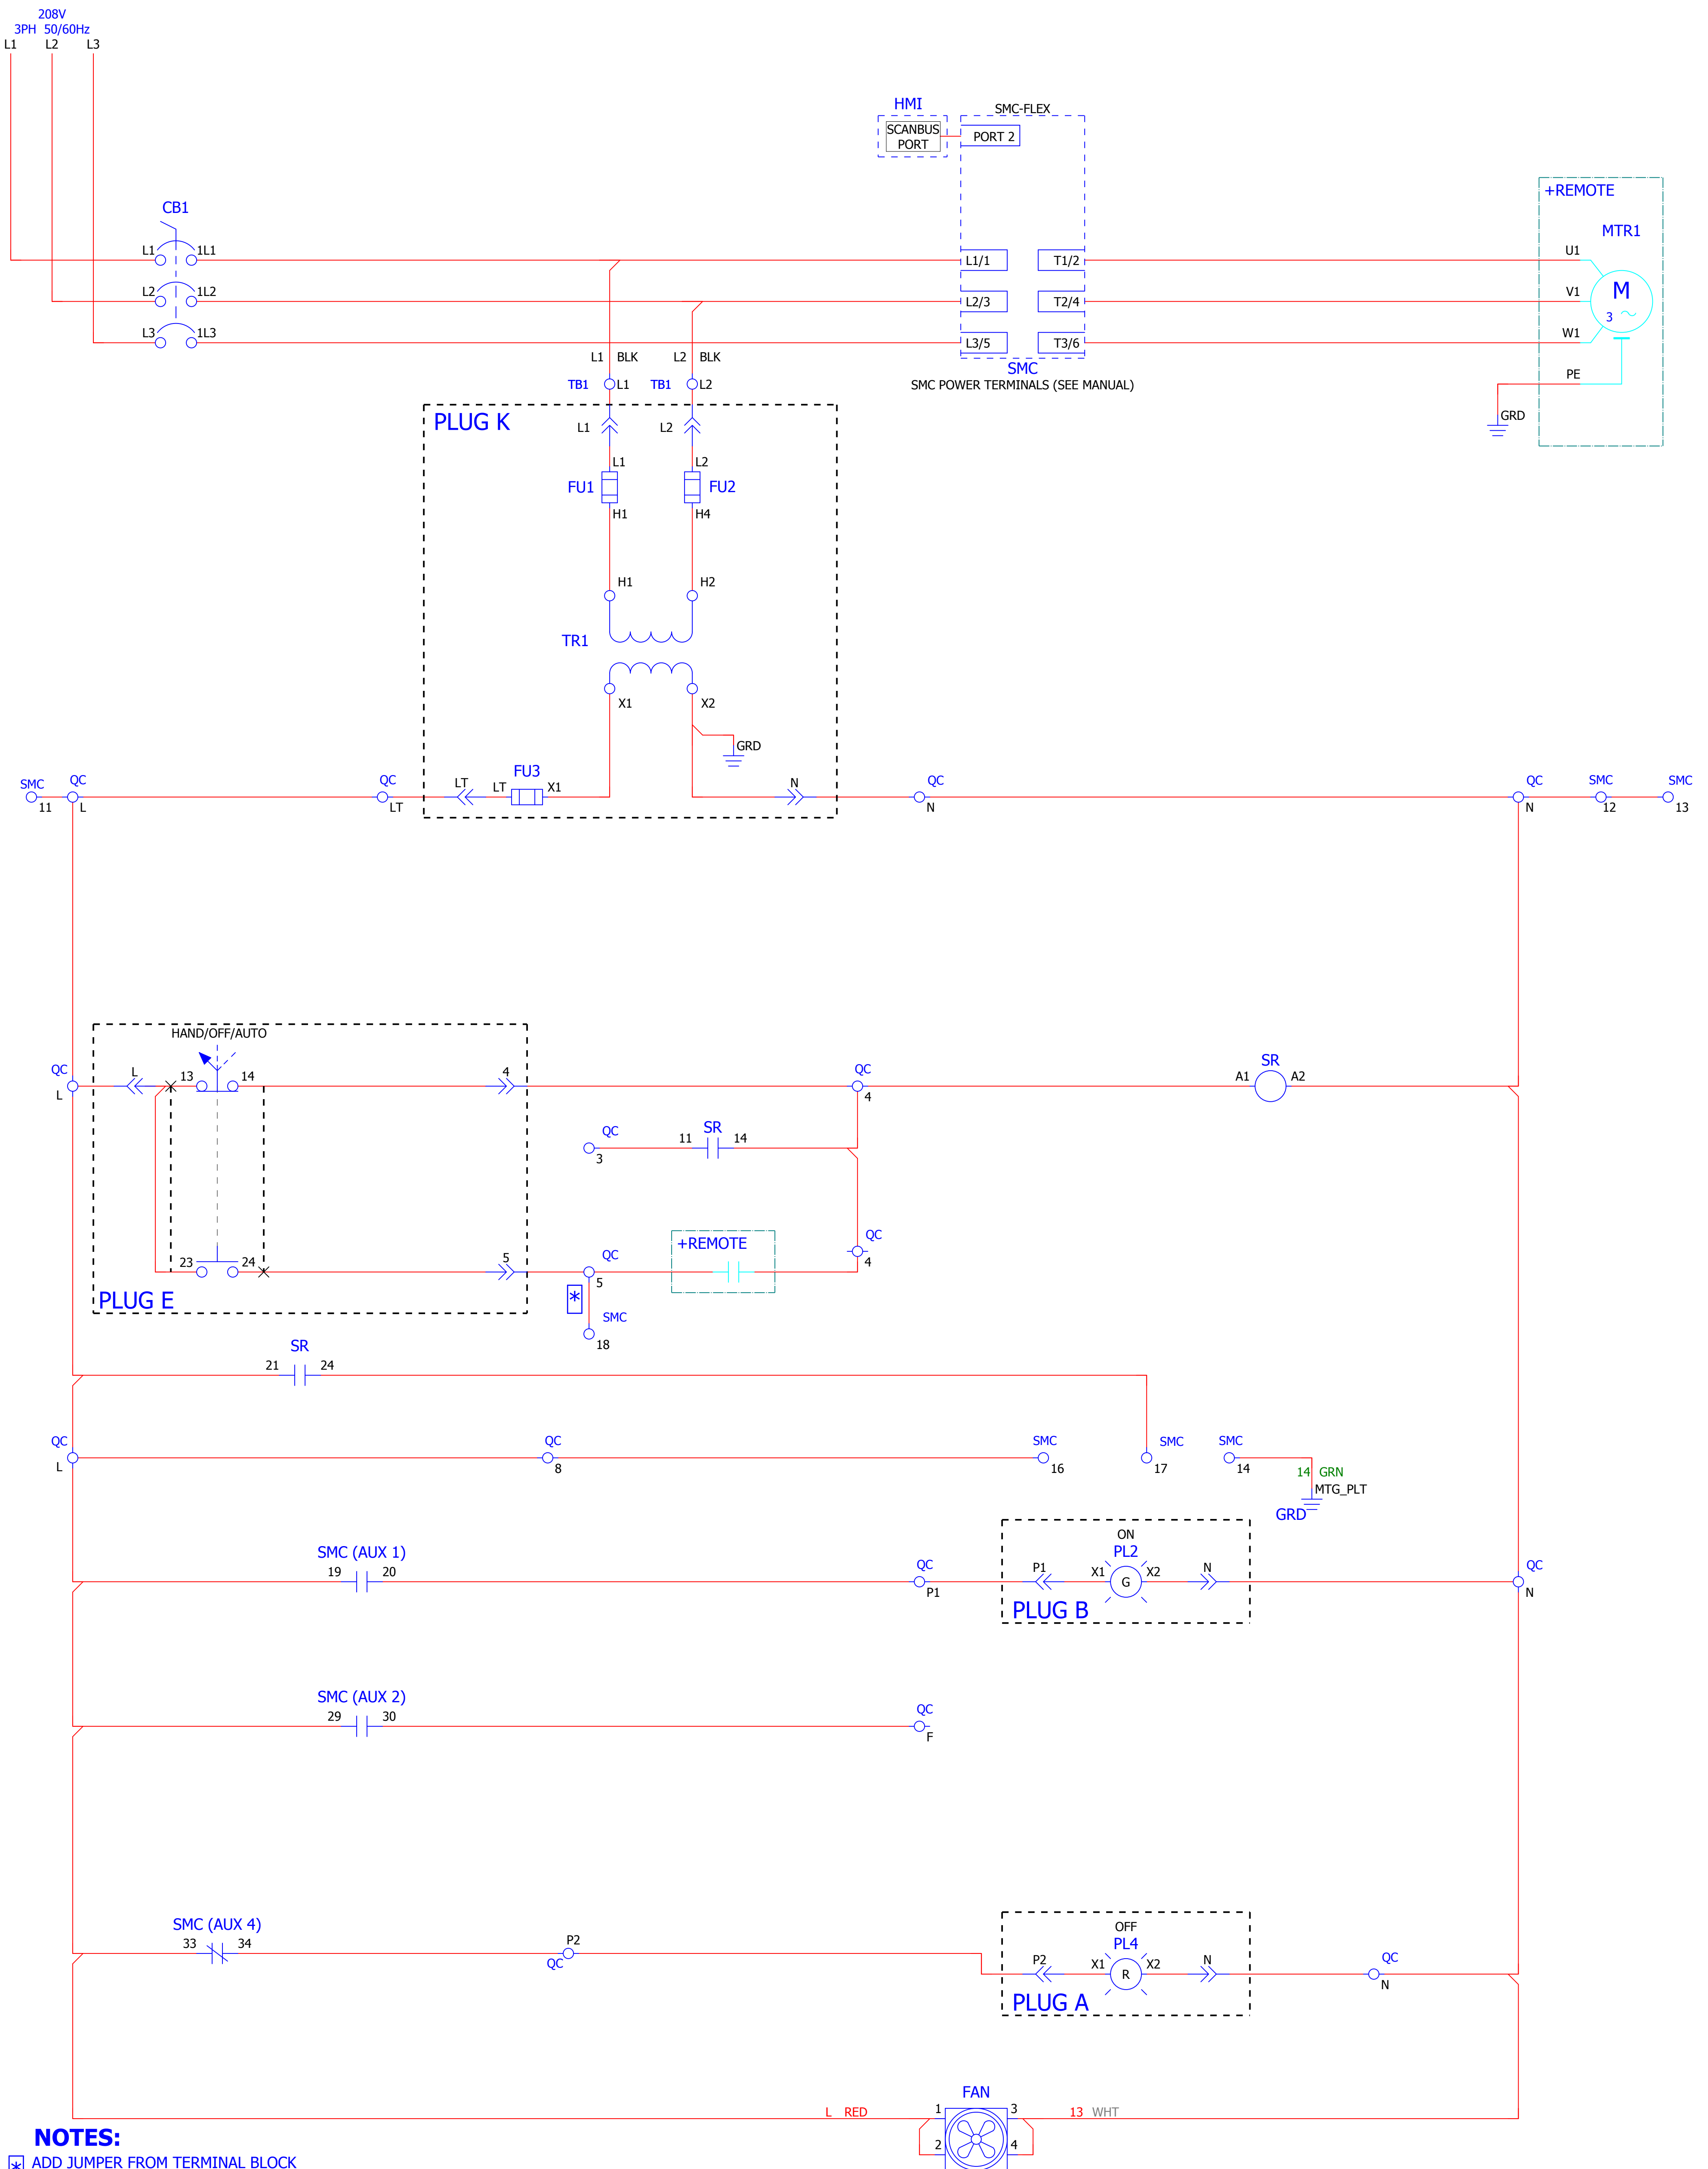 208V
3PH 50/60Hz
L1 L2 L3
HMI
SCANBUS
PORT
SMC-FLEX
PORT 2
+REMOTE
MTR1
CB1
L1 1L1
L1/1 T1/2
U1
L2 1L2
L2/3 T2/4
V1
M
3
L3 1L3
L3/5 T3/6
W1
L1 BLK L2 BLK
SMC
SMC POWER TERMINALS (SEE MANUAL)
PE
TB1 L1 TB1 L2
GRD
PLUG K
L1 L2
L1 L2
FU1 FU2
H1 H4
H1 H2
TR1
X1 X2
GRD
SMC QC QC LT LT FU3 X1 N QC QC SMC SMC
11 L LT N N 12 13
HAND/OFF/AUTO
QC L 13 14 4 QC A1 SR A2
L 4
QC 11 SR 14
3
+REMOTE
QC
4
23 24 5 QC
5
PLUG E
*
SMC
18
SR
21 24
QC QC SMC SMC SMC
L 8 16 17 14
14 GRN
MTG_PLT
GRD
ON
SMC (AUX 1)
19 20
QC
P1
P1 X1 PL2 X2 N
G
QC
N
PLUG B
SMC (AUX 2)
29 30
QC
F
SMC (AUX 4)
33 34
P2
QC
OFF
PL4
P2 X1 X2 N
R
QC
N
PLUG A
FAN
L RED 1 3 13 WHT
2 4
NOTES:
* ADD JUMPER FROM TERMINAL BLOCK